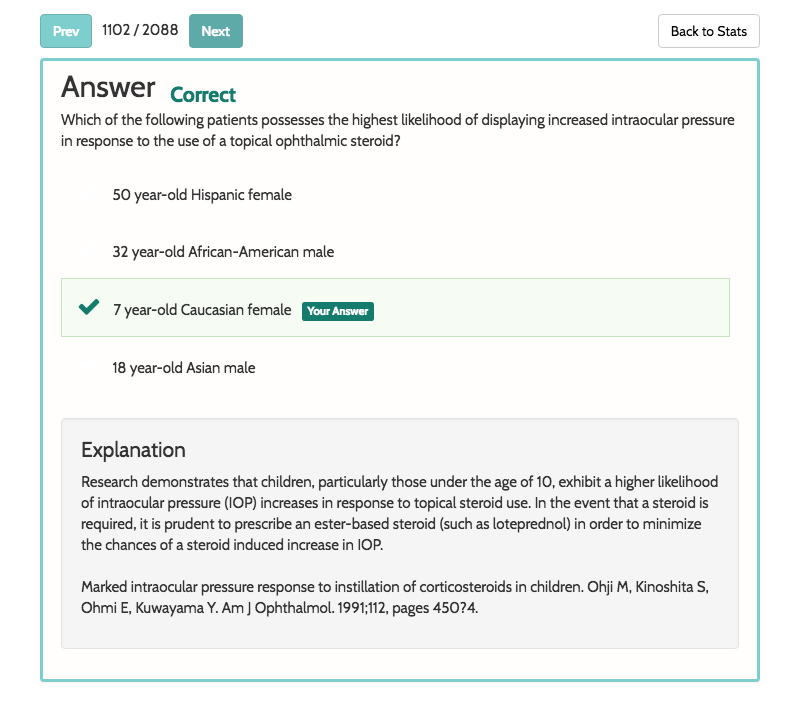 Prev 1102 / 2088 Next Back to Stats
Answer Correct
Which of the following patients possesses the highest likelihood of displaying increased intraocular pressure
in response to the use of a topical ophthalmic steroid?
50 year-old Hispanic female
32 year-old African-American male
7 year-old Caucasian female Your Answer
18 year-old Asian male
Explanation
Research demonstrates that children, particularly those under the age of 10, exhibit a higher likelihood
of intraocular pressure (IOP) increases in response to topical steroid use. In the event that a steroid is
required, it is prudent to prescribe an ester-based steroid (such as loteprednol) in order to minimize
the chances of a steroid induced increase in IOP.
Marked intraocular pressure response to instillation of corticosteroids in children. Ohji M, Kinoshita S,
Ohmi E, Kuwayama Y. Am J Ophthalmol. 1991;112, pages 450?4.